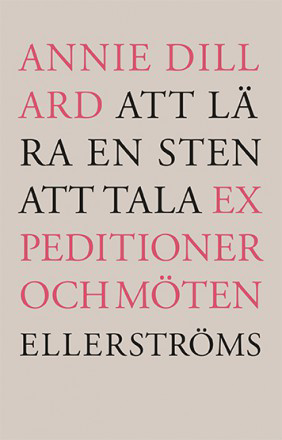 ANNIE DILL
ARD ATT LÄ
RA EN STEN
ATT TALA EX
PEDITIONER
OCH MÖTEN
ELLERSTRÖMS